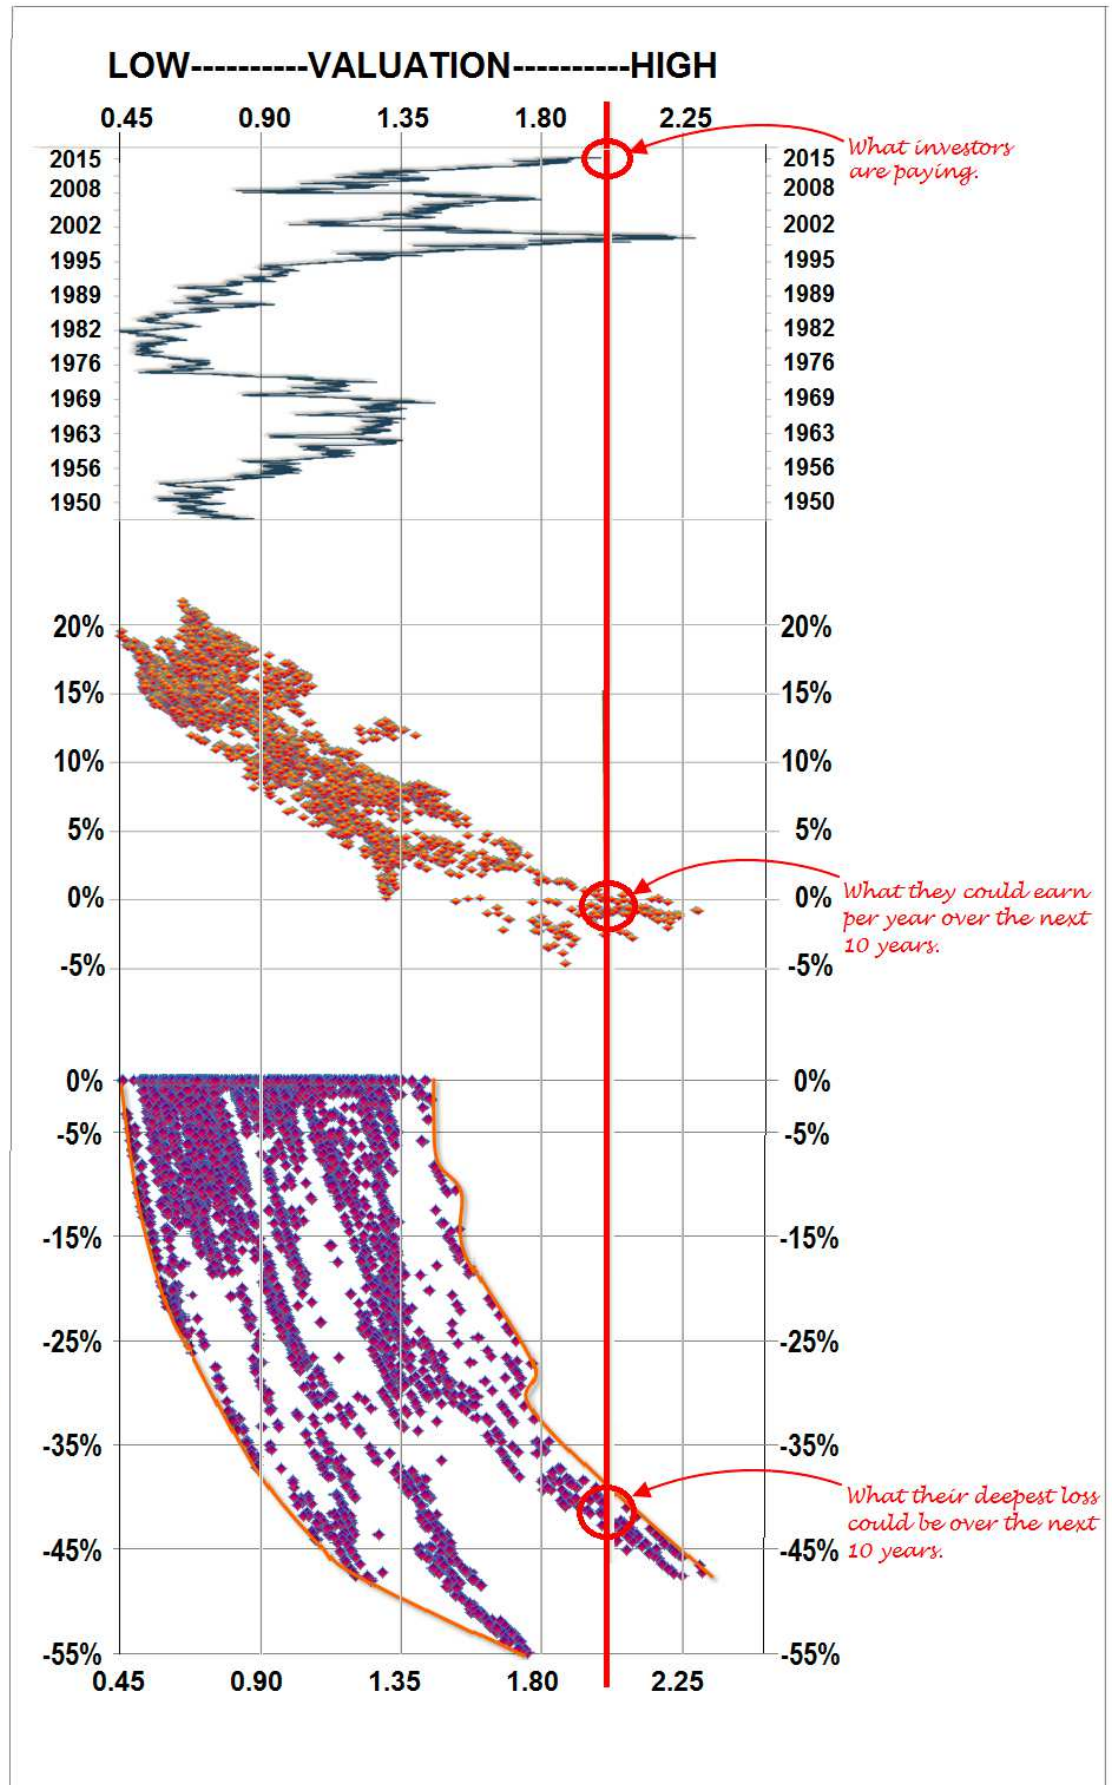 LOW----------VALUATION----------HIGH
0.45 0.90 1.35 1.80 2.25
What investors
are paying.
2015 2015
2008 2008
2002 2002
1995 1995
1989 1989
1982 1982
1976 1976
1969 1969
1963 1963
1956 1956
1950 1950
20% 20%
15% 15%
10% 10%
5% 5%
0% 0%
What they could earn
per year over the next
10 years.
-5% -5%
0% 0%
-5% -5%
-15% -15%
-25% -25%
-35% -35%
What their deepest loss
could be over the next
10 years.
-45% -45%
-55% -55%
0.45 0.90 1.35 1.80 2.25